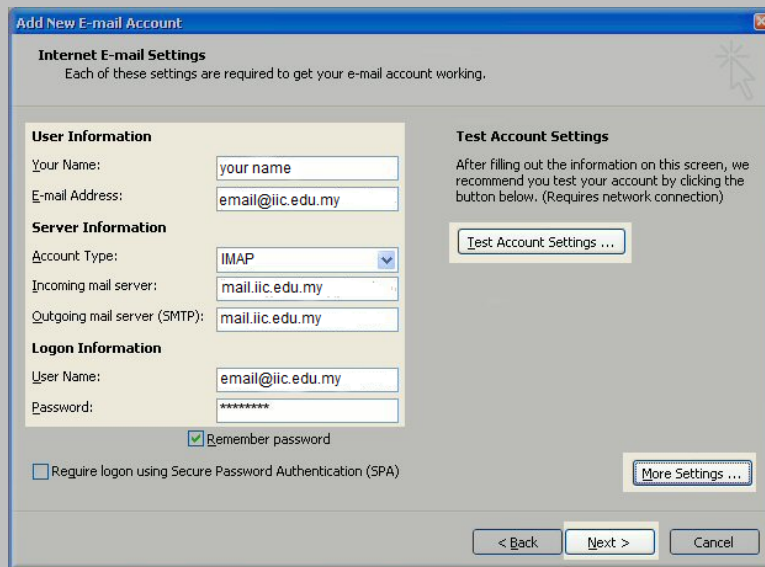 Add New E-mail Account
Internet E-mail Settings
Each of these settings are required to get your e-mail account working.
User Information
Your Name: your name
E-mail Address: email@iic.edu.my
Server Information
Account Type: IMAP
Incoming mail server: mail.iic.edu.my
Outgoing mail server (SMTP): mail.iic.edu.my
Logon Information
User Name: email@iic.edu.my
Password: ********
Remember password
Require logon using Secure Password Authentication (SPA)
Test Account Settings
After filling out the information on this screen, we
recommend you test your account by clicking the
button below. (Requires network connection)
Test Account Settings ...
More Settings ...
< Back Next > Cancel